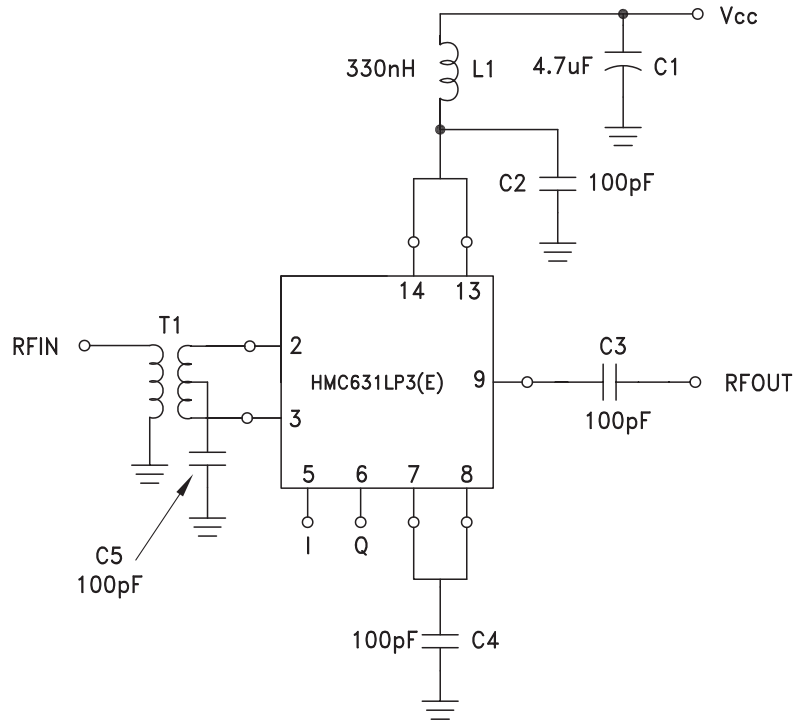 Vcc
330nH L1 4.7uF C1
C2 100pF
14 13
T1
RFIN 2 C3
HMC631LP3(E) 9 RFOUT
3 100pF
5 6 7 8
I Q
C5
100pF
100pF C4